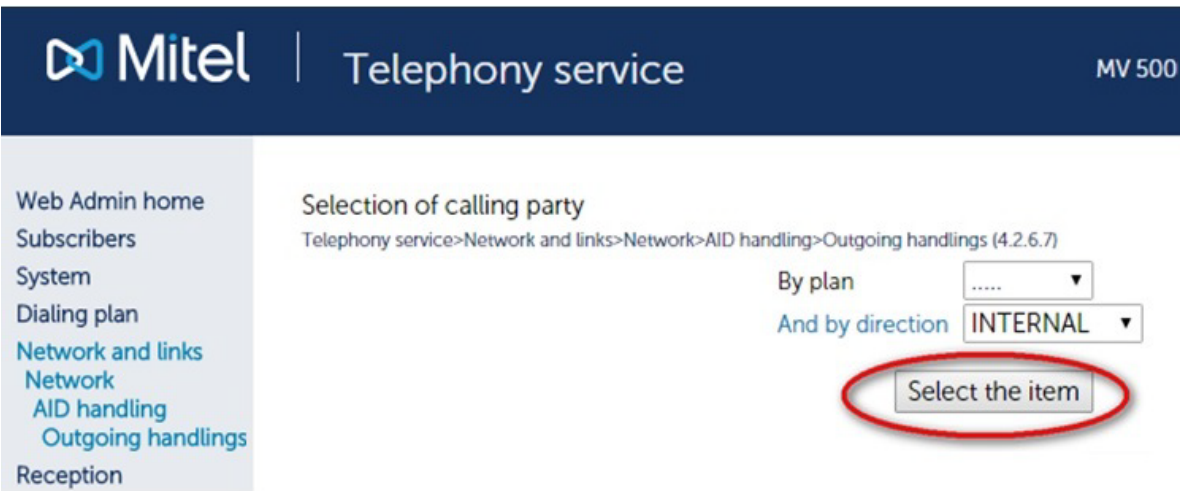 Mitel
Telephony service
MV 500
Web Admin home
Subscribers
System
Dialing plan
Network and links
Network
AID handling
Outgoing handlings
Reception
Selection of calling party
Telephony service>Network and links>Network>AID handling>Outgoing handlings (4.2.6.7)
By plan .....
And by direction INTERNAL
Select the item